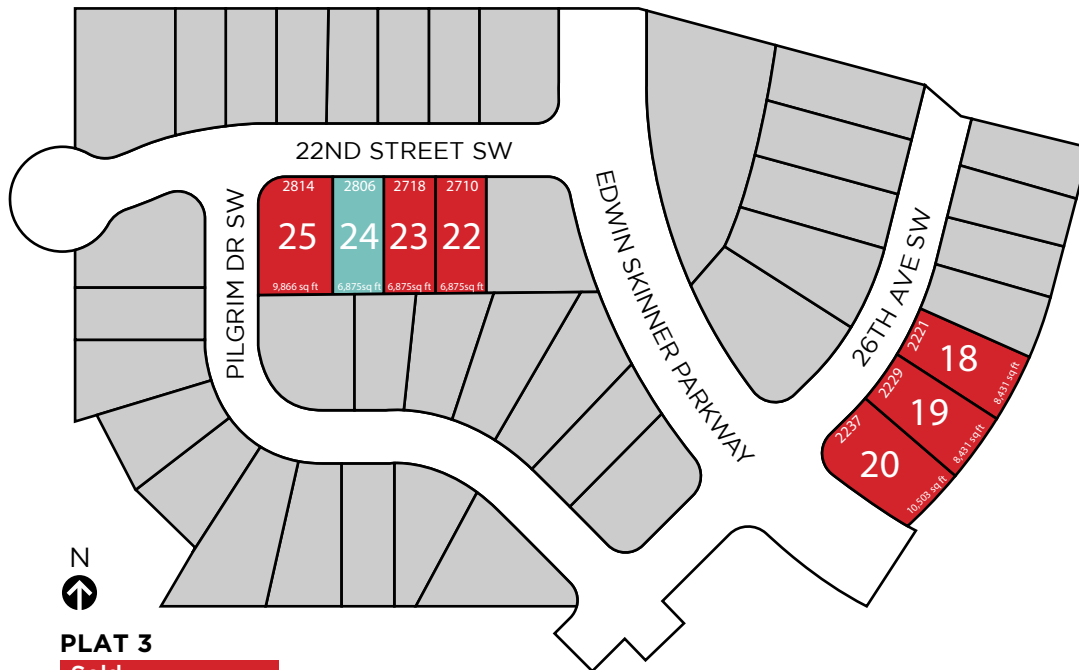 22ND STREET SW
2814
2806
2718
2710
25
24
23
22
9,866 sq ft
6,875sq ft
6,875sq ft
6,875sq ft
PILGRIM DR SW
EDWIN SKINNER PARKWAY
26TH AVE SW
2221
18
8,431 sq ft
2229
19
8,431 sq ft
2237
20
10,503 sq ft
N
PLAT 3
Sold